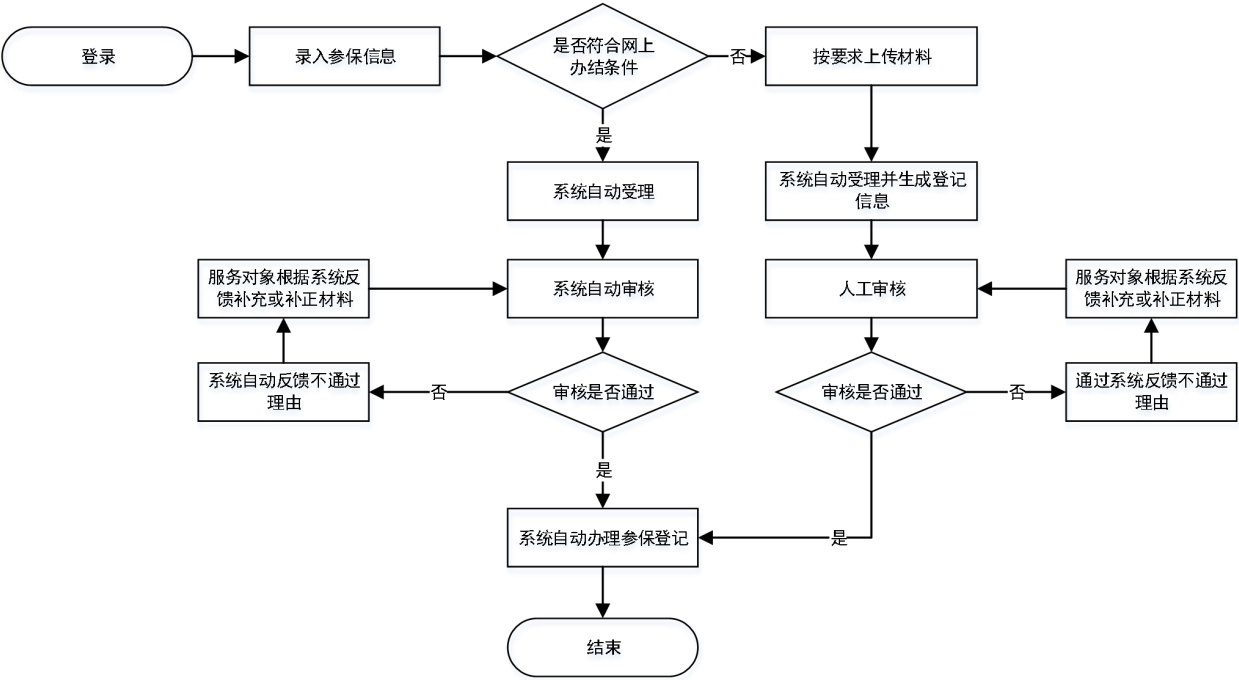 登录
录入参保信息
是否符合网上
办结条件
否
按要求上传材料
是
系统自动受理
系统自动受理并生成登记
信息
服务对象根据系统反
馈补充或补正材料
系统自动审核
人工审核
服务对象根据系统反
馈补充或补正材料
系统自动反馈不通过
理由
否
审核是否通过
审核是否通过
否
通过系统反馈不通过
理由
是
系统自动办理参保登记
是
结束